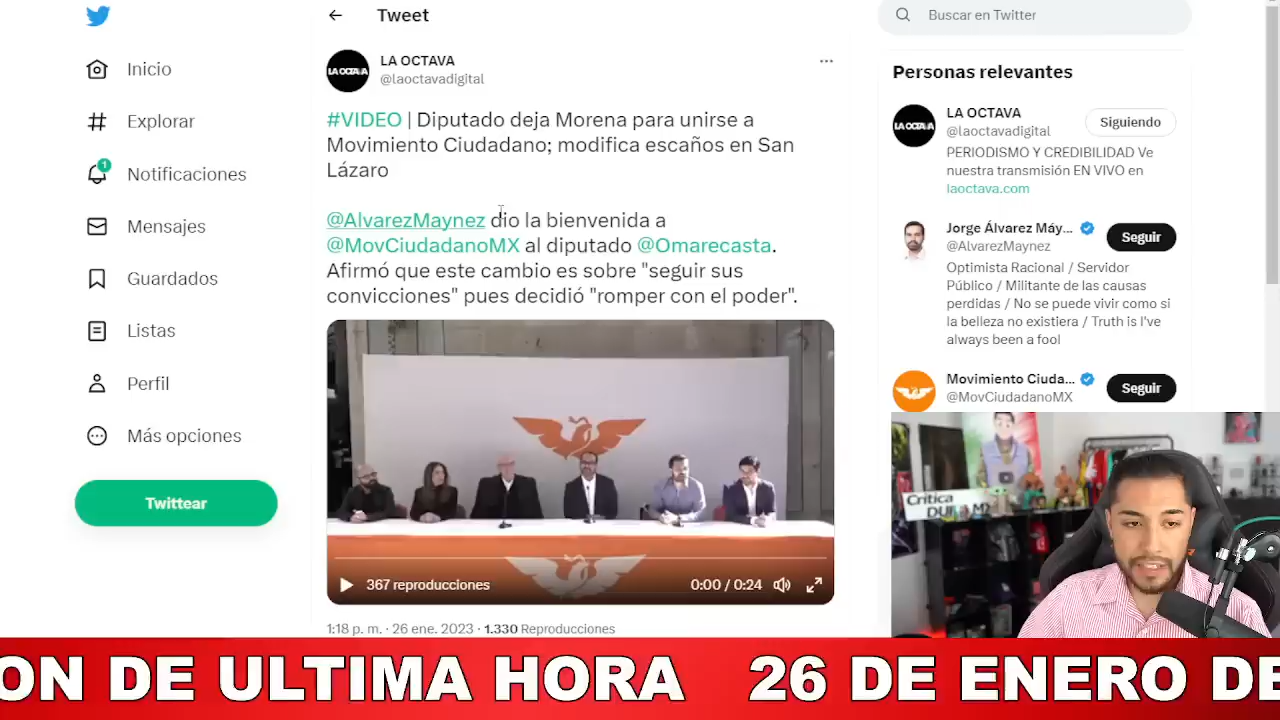 Tweet
Buscar en Twitter
Inicio
Explorar
1
Notificaciones
Mensajes
Guardados
Listas
Perfil
Más opciones
Twittear
LA OCTAVA
LA OCTAVA
@laoctavadigital
#VIDEO | Diputado deja Morena para unirse a
Movimiento Ciudadano; modifica escaños en San
Lázaro
@AlvarezMaynez dio la bienvenida a
@MovCiudadanoMX al diputado @Omarecasta.
Afirmó que este cambio es sobre "seguir sus
convicciones" pues decidió "romper con el poder".
367 reproducciones
0:00 / 0:24
1:18 p. m. · 26 ene. 2023 · 1.330 Reproducciones
Personas relevantes
LA OCTAVA
LA OCTAVA
@laoctavadigital
Siguiendo
PERIODISMO Y CREDIBILIDAD Ve
nuestra transmisión EN VIVO en
laoctava.com
Jorge Álvarez Máy...
@AlvarezMaynez
Seguir
Optimista Racional / Servidor
Público / Militante de las causas
perdidas / No se puede vivir como si
la belleza no existiera / Truth is I've
always been a fool
Movimiento Ciuda...
@MovCiudadanoMX
Seguir
Crítica
ON DE ULTIMA HORA 26 DE ENERO DE